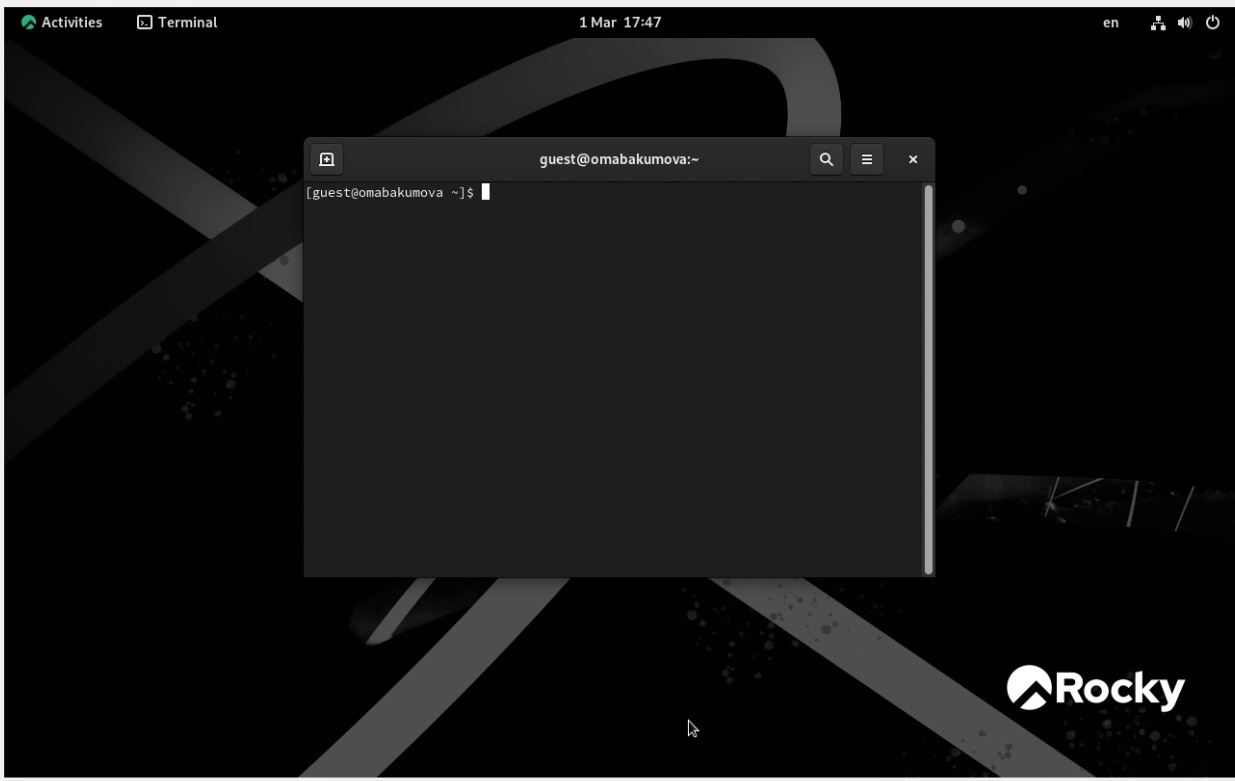 Activities Terminal 1 Mar 17:47 en
guest@omabakumova:~
[guest@omabakumova ~]$
Rocky